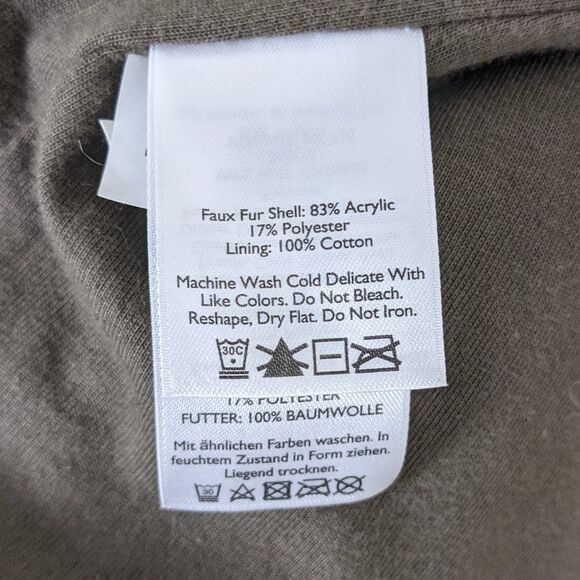 Faux Fur Shell: 83% Acrylic
17% Polyester
Lining: 100% Cotton
Machine Wash Cold Delicate With
Like Colors. Do Not Bleach.
Reshape, Dry Flat. Do Not Iron.
30C
17% POLYESTER
FUTTER: 100% BAUMWOLLE
Mit ähnlichen Farben waschen. In
feuchtem Zustand in Form ziehen.
Liegend trocknen.
30